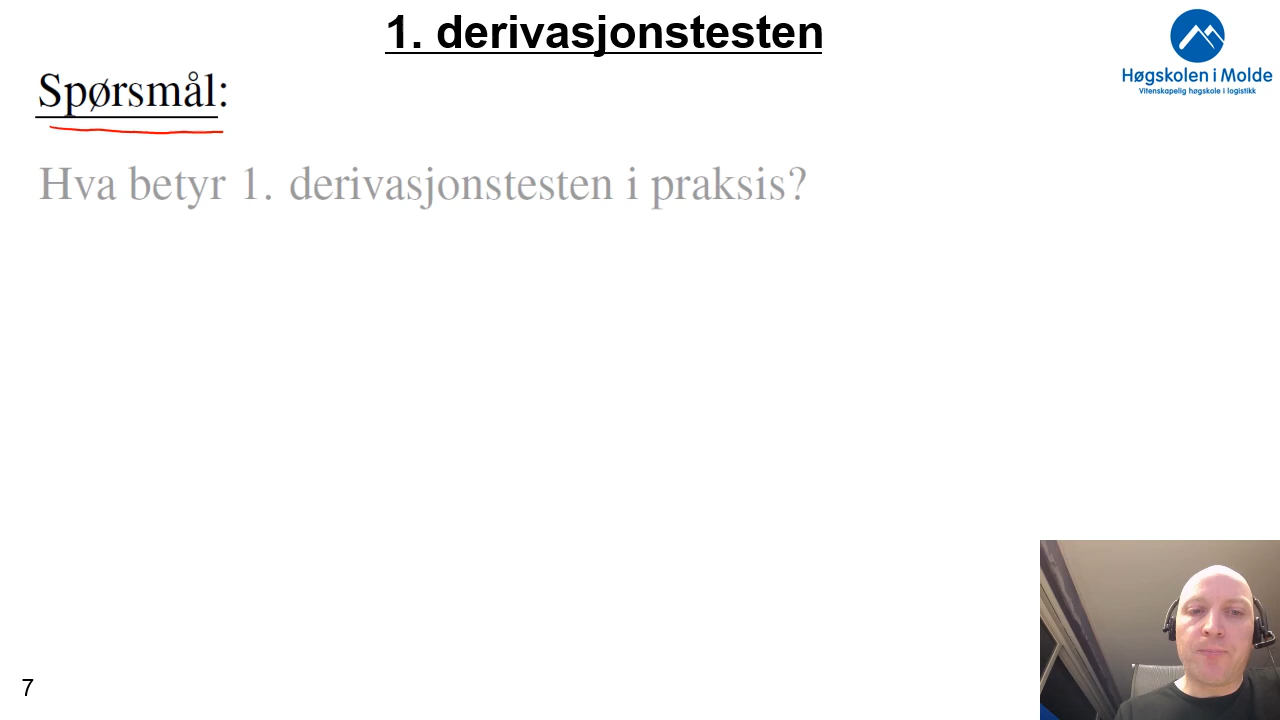 1. derivasjonstesten
Høgskolen i Molde
Vitenskapelig høgskole i logistikk
Spørsmål:
Hva betyr 1. derivasjonstesten i praksis?
7